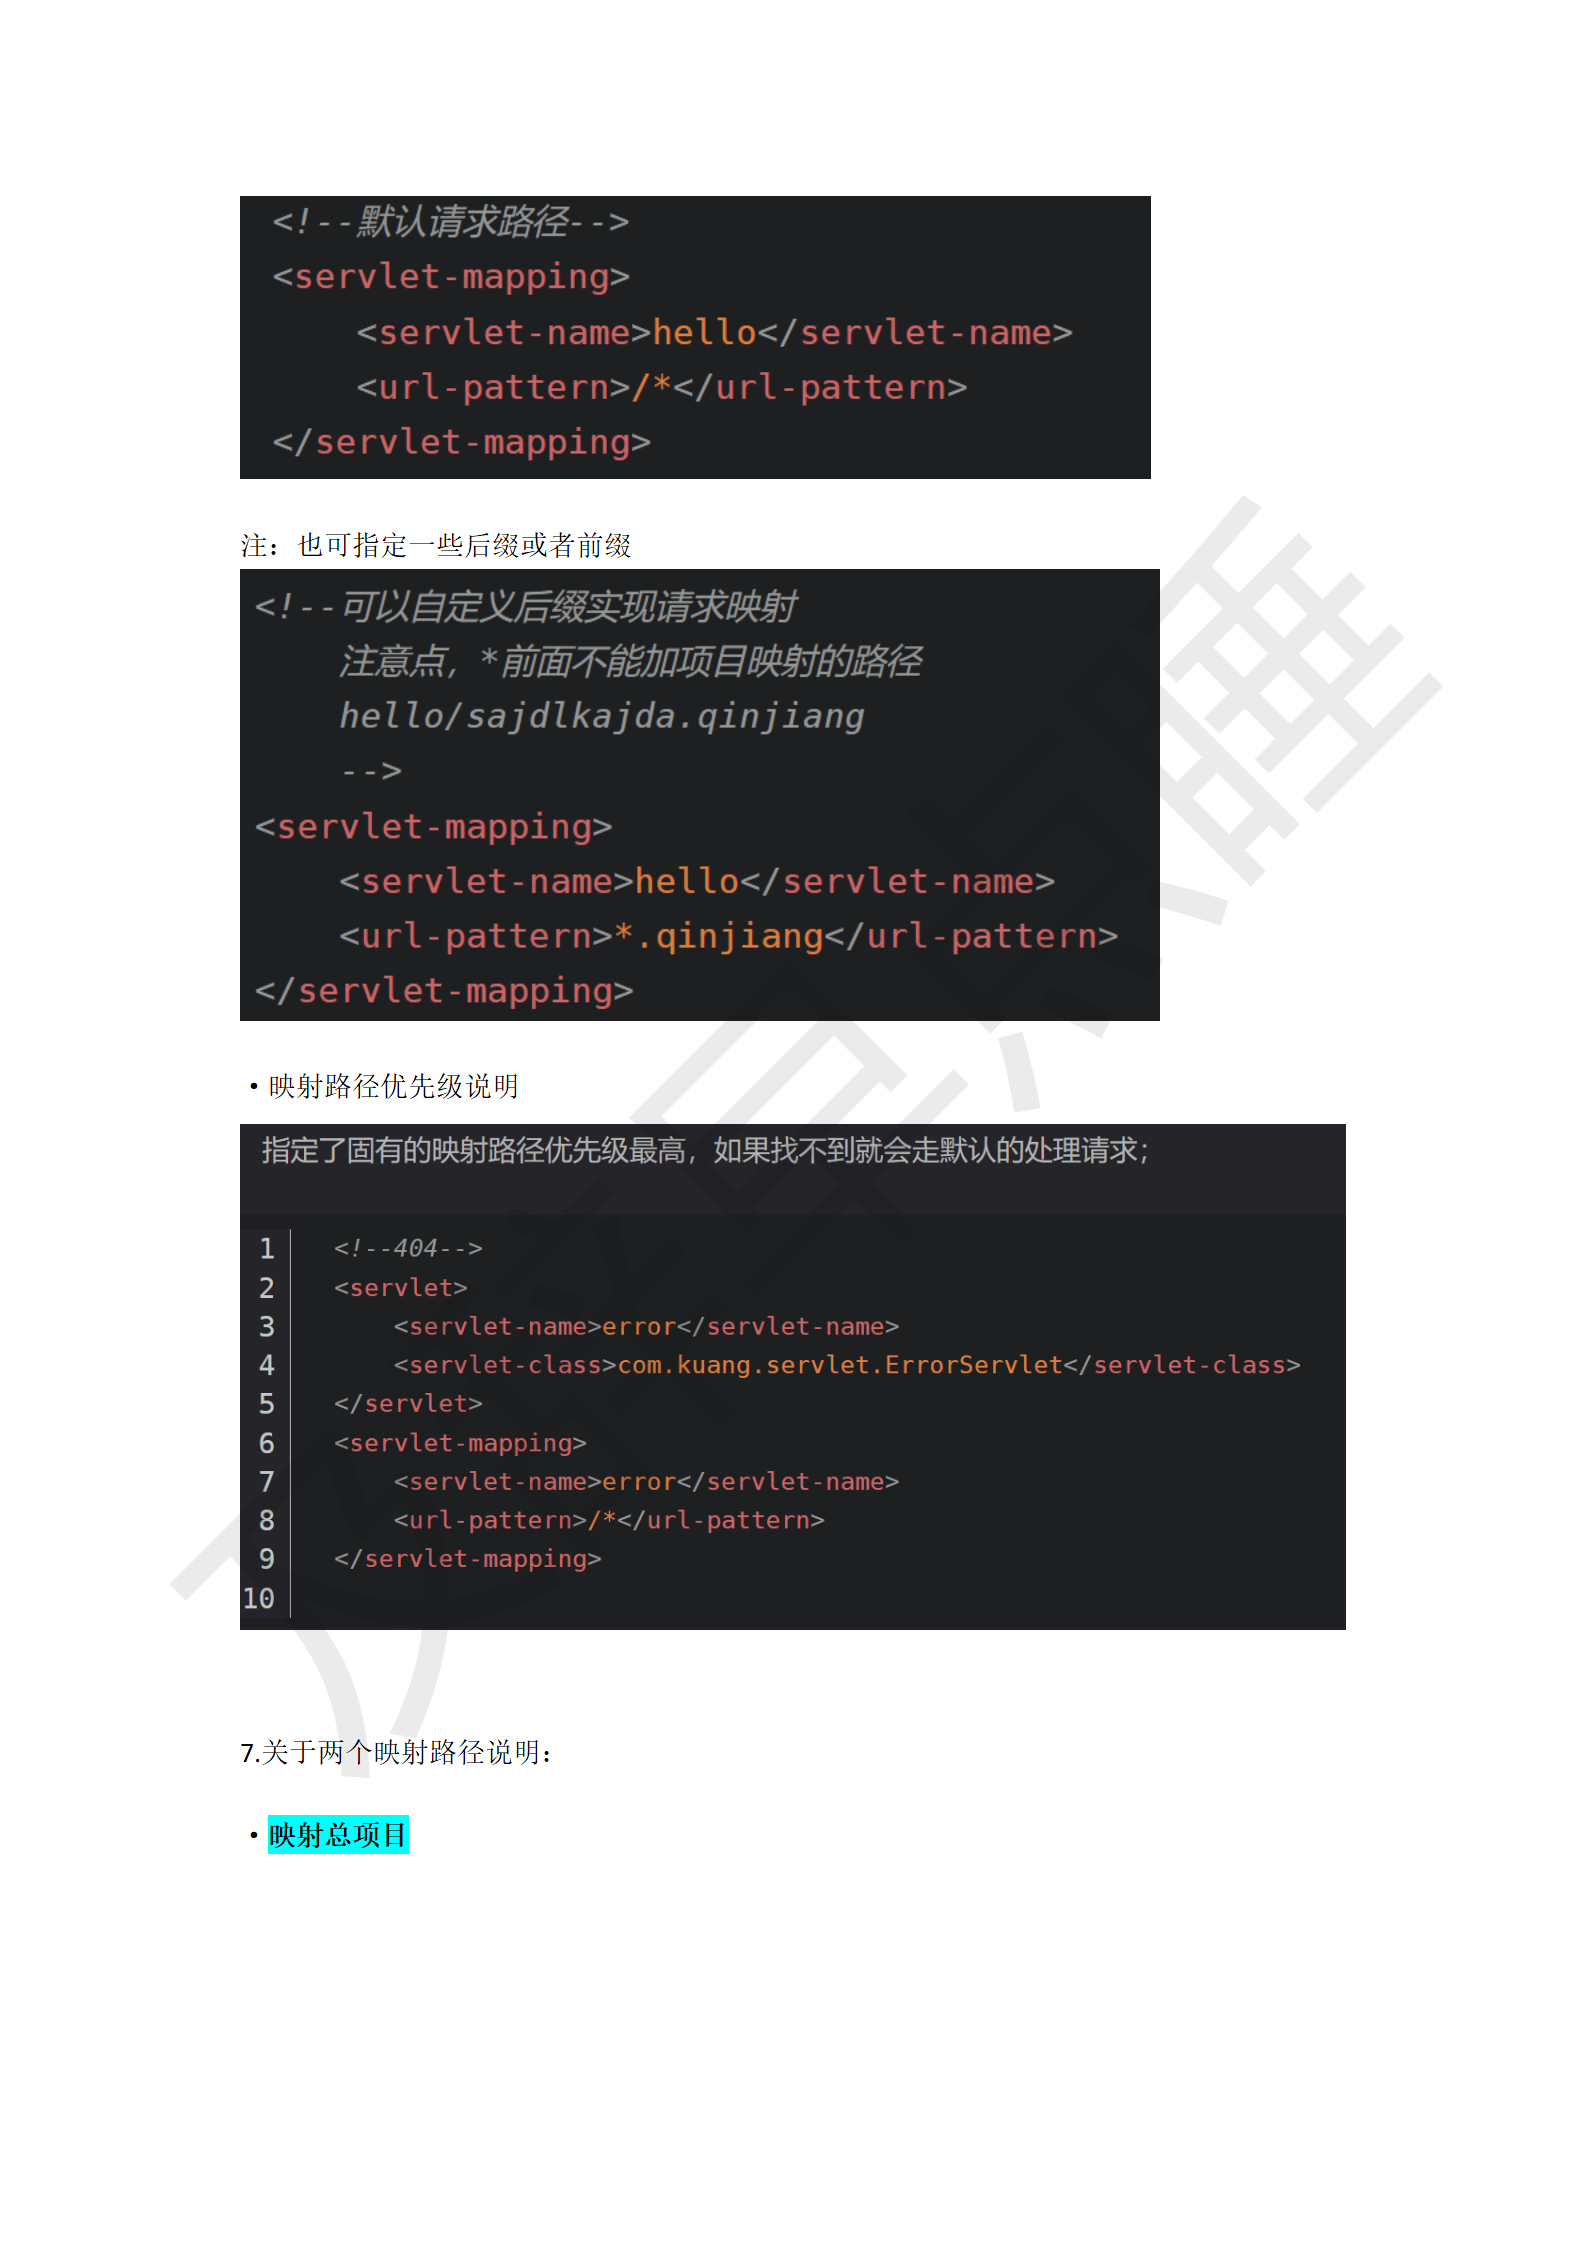 <!--默认请求路径-->
<servlet-mapping>
    <servlet-name>hello</servlet-name>
    <url-pattern>/*</url-pattern>
</servlet-mapping>
注：也可指定一些后缀或者前缀
<!--可以自定义后缀实现请求映射
    注意点，*前面不能加项目映射的路径
    hello/sajdlkajda.qinjiang
    -->
<servlet-mapping>
    <servlet-name>hello</servlet-name>
    <url-pattern>*.qinjiang</url-pattern>
</servlet-mapping>
•映射路径优先级说明
指定了固有的映射路径优先级最高，如果找不到就会走默认的处理请求；
1 <!--404-->
2 <servlet>
3     <servlet-name>error</servlet-name>
4     <servlet-class>com.kuang.servlet.ErrorServlet</servlet-class>
5 </servlet>
6 <servlet-mapping>
7     <servlet-name>error</servlet-name>
8     <url-pattern>/*</url-pattern>
9 </servlet-mapping>
10
7.关于两个映射路径说明：
•映射总项目